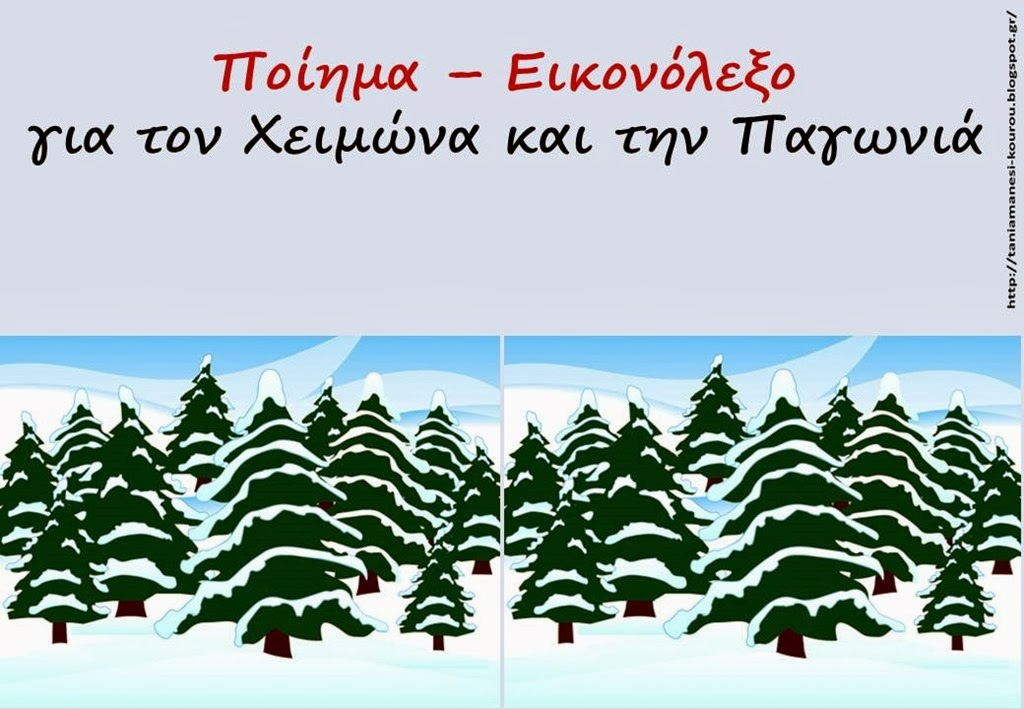 Ποίημα – Εικονόλεξο
για τον Χειμώνα και την Παγωνιά
http://taniamanesi-kourou.blogspot.gr/